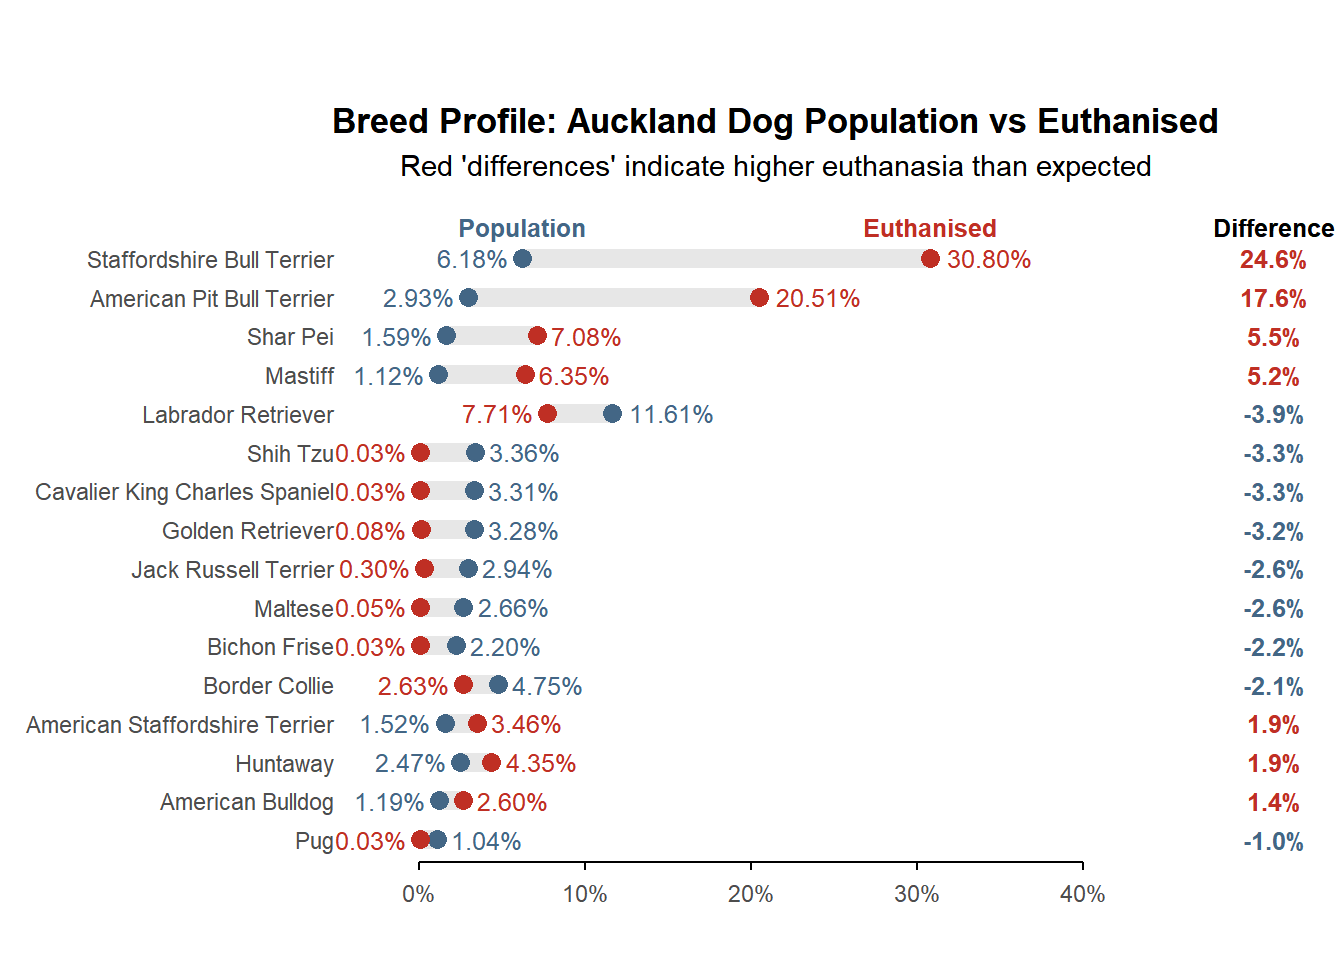 Breed Profile: Auckland Dog Population vs Euthanised
Red 'differences' indicate higher euthanasia than expected
Population Euthanised Difference
Staffordshire Bull Terrier 6.18% 30.80% 24.6%
American Pit Bull Terrier 2.93% 20.51% 17.6%
Shar Pei 1.59% 7.08% 5.5%
Mastiff 1.12% 6.35% 5.2%
Labrador Retriever 7.71% 11.61% -3.9%
Shih Tzu 0.03% 3.36% -3.3%
Cavalier King Charles Spaniel 0.03% 3.31% -3.3%
Golden Retriever 0.08% 3.28% -3.2%
Jack Russell Terrier 0.30% 2.94% -2.6%
Maltese 0.05% 2.66% -2.6%
Bichon Frise 0.03% 2.20% -2.2%
Border Collie 2.63% 4.75% -2.1%
American Staffordshire Terrier 1.52% 3.46% 1.9%
Huntaway 2.47% 4.35% 1.9%
American Bulldog 1.19% 2.60% 1.4%
Pug 0.03% 1.04% -1.0%
0% 10% 20% 30% 40%